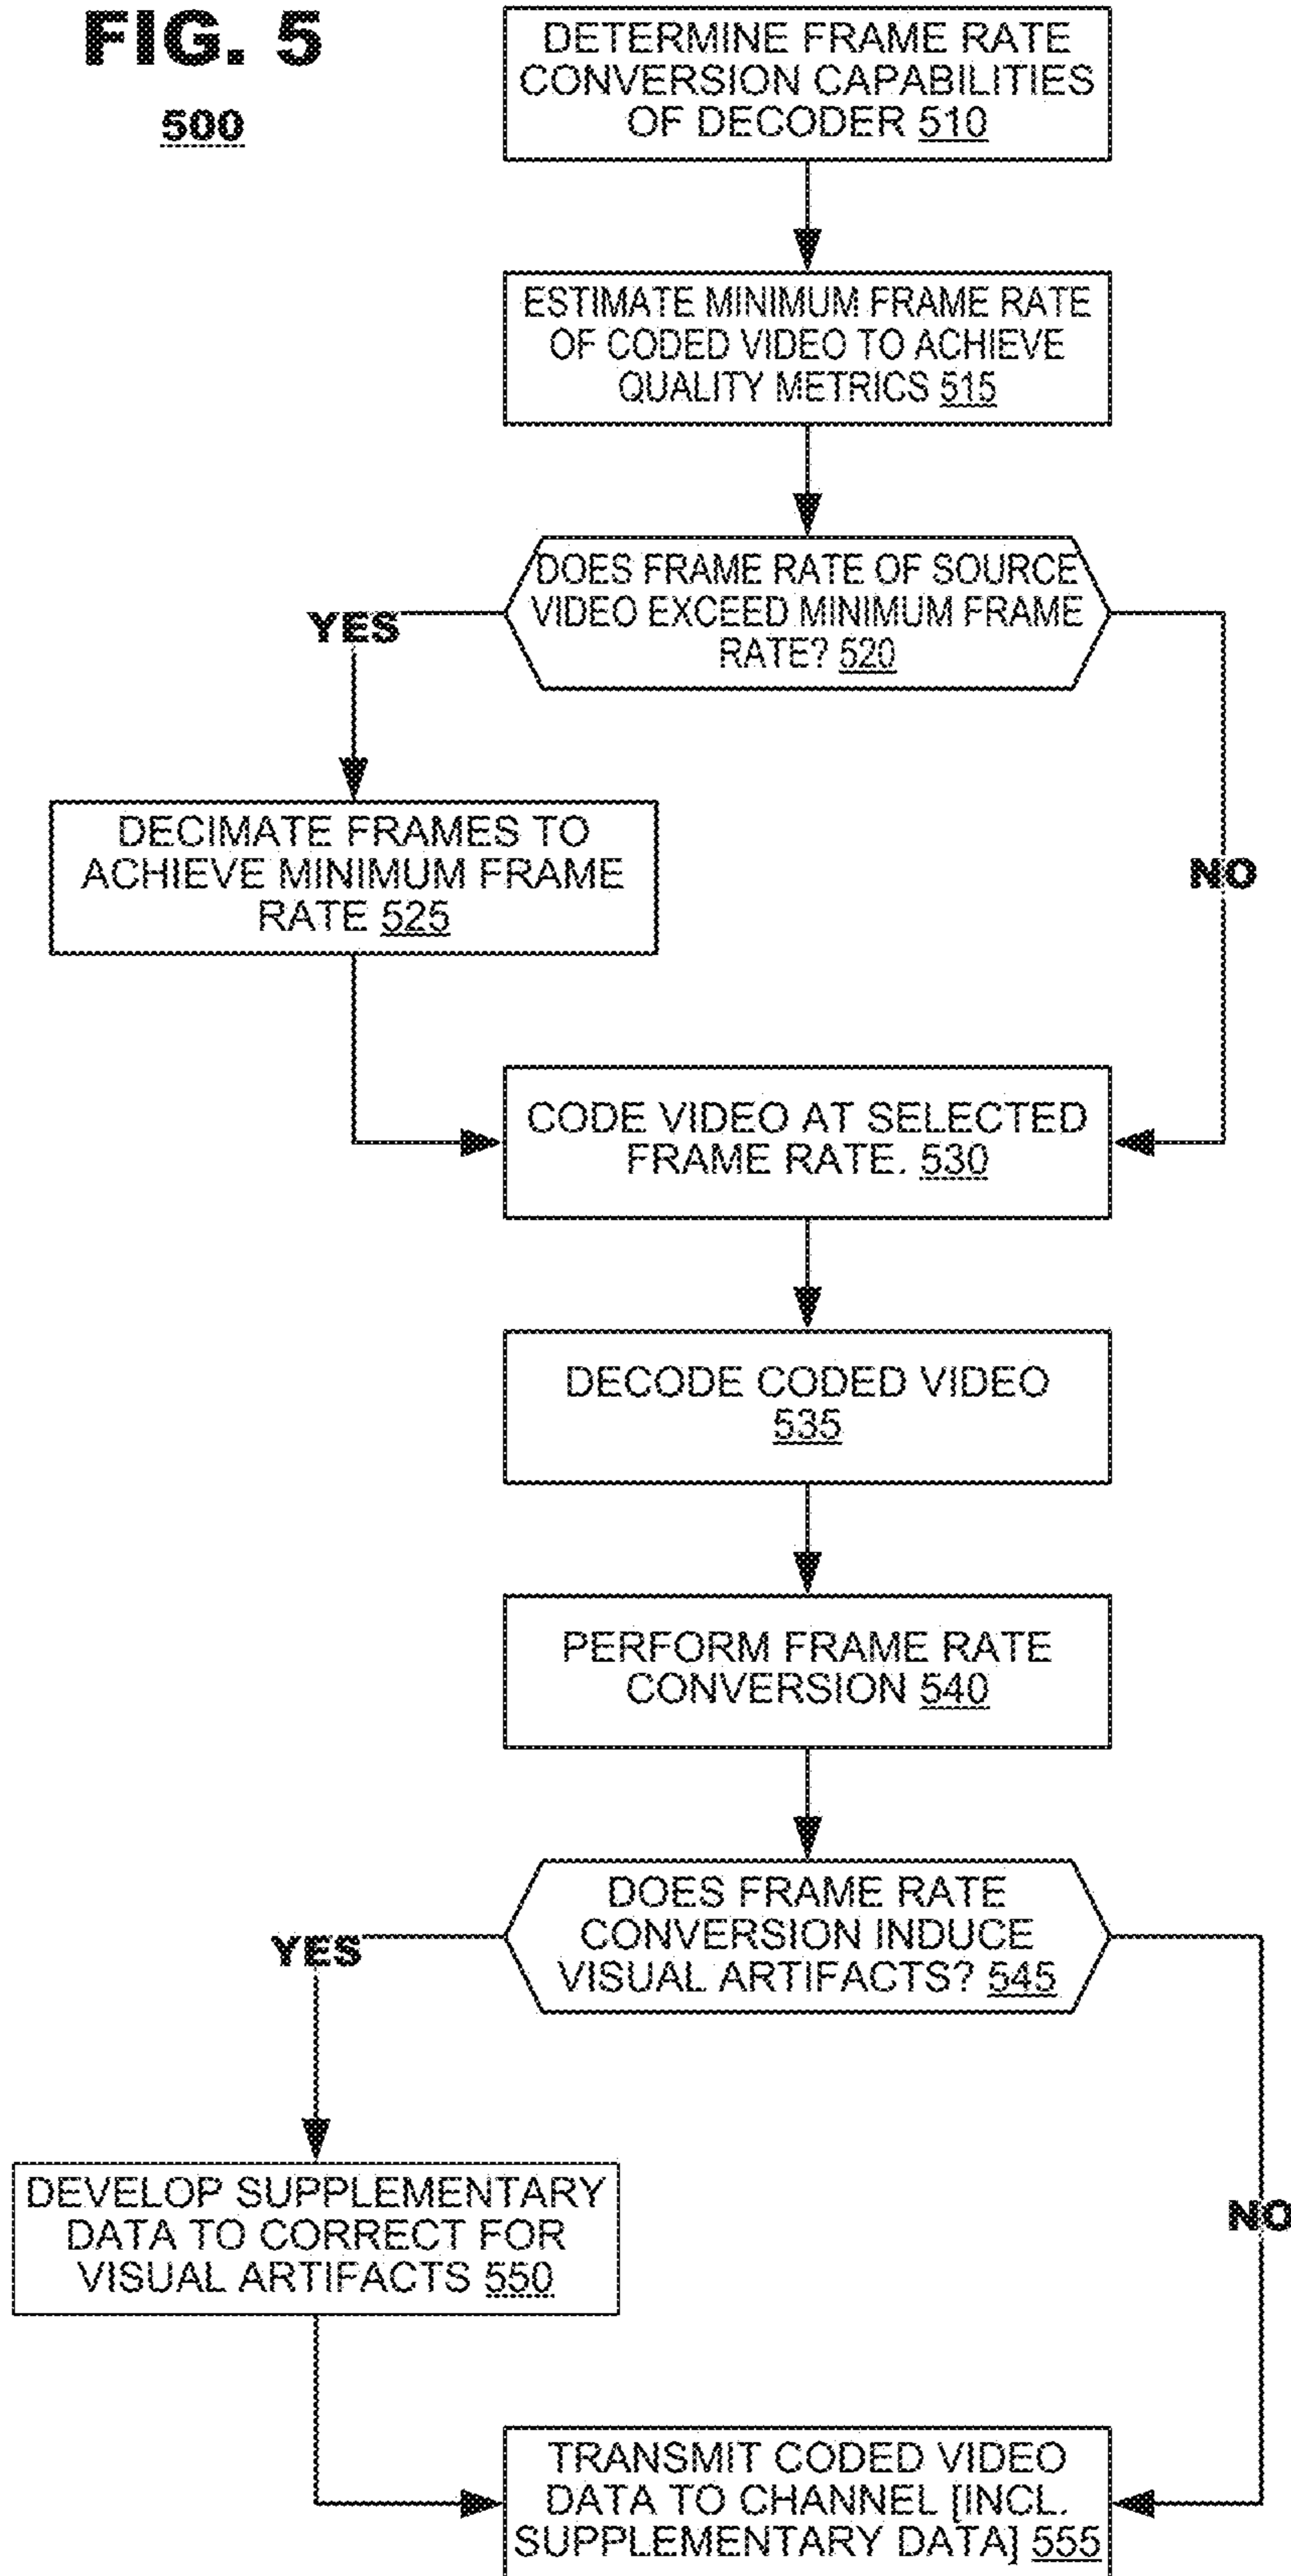 FIG. 5
500
DETERMINE FRAME RATE
CONVERSION CAPABILITIES
OF DECODER 510
ESTIMATE MINIMUM FRAME RATE
OF CODED VIDEO TO ACHIEVE
QUALITY METRICS 515
DOES FRAME RATE OF SOURCE
VIDEO EXCEED MINIMUM FRAME
RATE? 520
YES
NO
DECIMATE FRAMES TO
ACHIEVE MINIMUM FRAME
RATE 525
CODE VIDEO AT SELECTED
FRAME RATE. 530
DECODE CODED VIDEO
535
PERFORM FRAME RATE
CONVERSION 540
DOES FRAME RATE
CONVERSION INDUCE
VISUAL ARTIFACTS? 545
YES
NO
DEVELOP SUPPLEMENTARY
DATA TO CORRECT FOR
VISUAL ARTIFACTS 550
TRANSMIT CODED VIDEO
DATA TO CHANNEL [INCL.
SUPPLEMENTARY DATA] 555